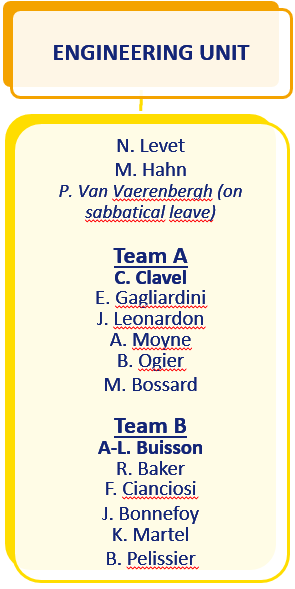 ENGINEERING UNIT
N. Levet
M. Hahn
P. Van Vaerenbergh (on
sabbatical leave)
Team A
C. Clavel
E. Gagliardini
J. Leonardon
A. Moyne
B. Ogier
M. Bossard
Team B
A-L. Buisson
R. Baker
F. Cianciosi
J. Bonnefoy
K. Martel
B. Pelissier